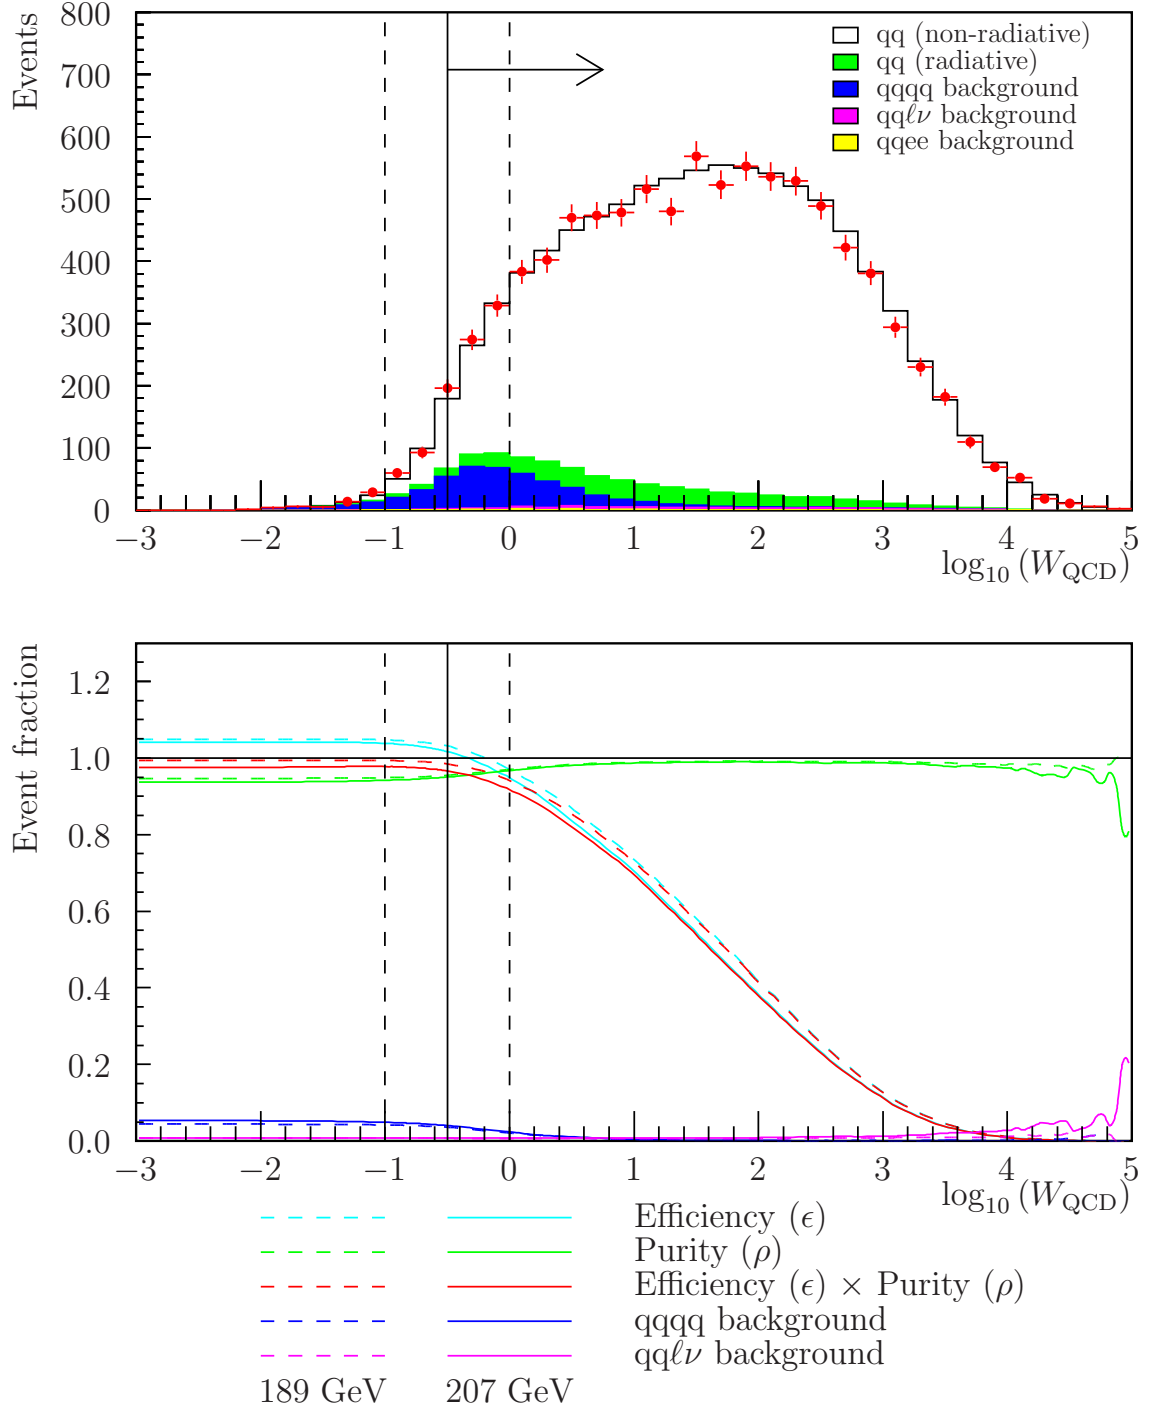 800
700
600
500
400
300
200
100
0
Events
qq (non-radiative)
qq (radiative)
qqqq background
qqℓν background
qqee background
−3 −2 −1 0 1 2 3 4 5
log₁₀ (W_QCD)
Event fraction
1.2
1.0
0.8
0.6
0.4
0.2
0.0
−3 −2 −1 0 1 2 3 4 5
log₁₀ (W_QCD)
Efficiency (ϵ)
Purity (ρ)
Efficiency (ϵ) × Purity (ρ)
qqqq background
qqℓν background
189 GeV 207 GeV